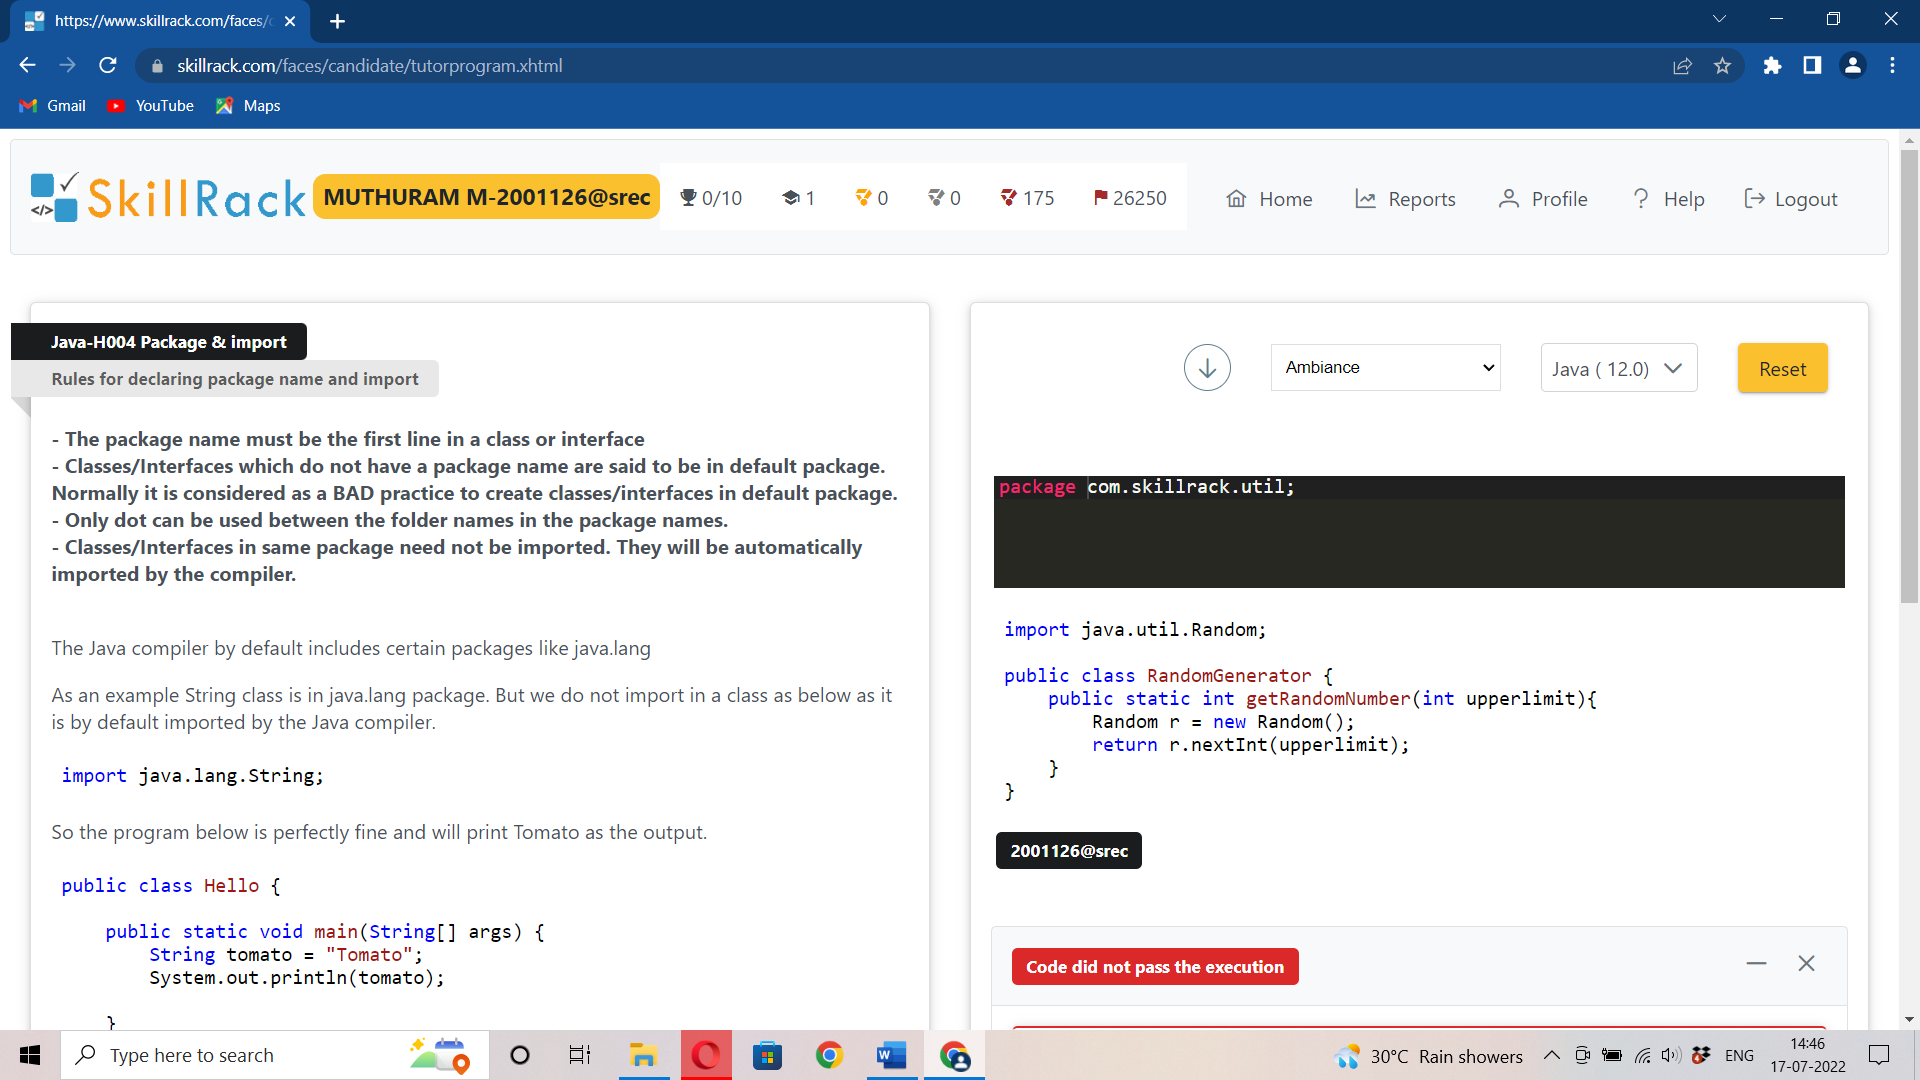 https://www.skillrack.com/faces/c
skillrack.com/faces/candidate/tutorprogram.xhtml
Gmail YouTube Maps
SkillRack MUTHURAM M-2001126@srec 0/10 1 0 0 175 26250 Home Reports Profile ? Help Logout
Java-H004 Package & import
Rules for declaring package name and import
- The package name must be the first line in a class or interface
- Classes/Interfaces which do not have a package name are said to be in default package.
Normally it is considered as a BAD practice to create classes/interfaces in default package.
- Only dot can be used between the folder names in the package names.
- Classes/Interfaces in same package need not be imported. They will be automatically
imported by the compiler.
The Java compiler by default includes certain packages like java.lang
As an example String class is in java.lang package. But we do not import in a class as below as it
is by default imported by the Java compiler.
import java.lang.String;
So the program below is perfectly fine and will print Tomato as the output.
public class Hello {
public static void main(String[] args) {
String tomato = "Tomato";
System.out.println(tomato);
}
Ambiance Java ( 12.0) Reset
package com.skillrack.util;
import java.util.Random;
public class RandomGenerator {
public static int getRandomNumber(int upperlimit){
Random r = new Random();
return r.nextInt(upperlimit);
}
}
2001126@srec
Code did not pass the execution
Type here to search
30°C Rain showers ENG 14:46
17-07-2022